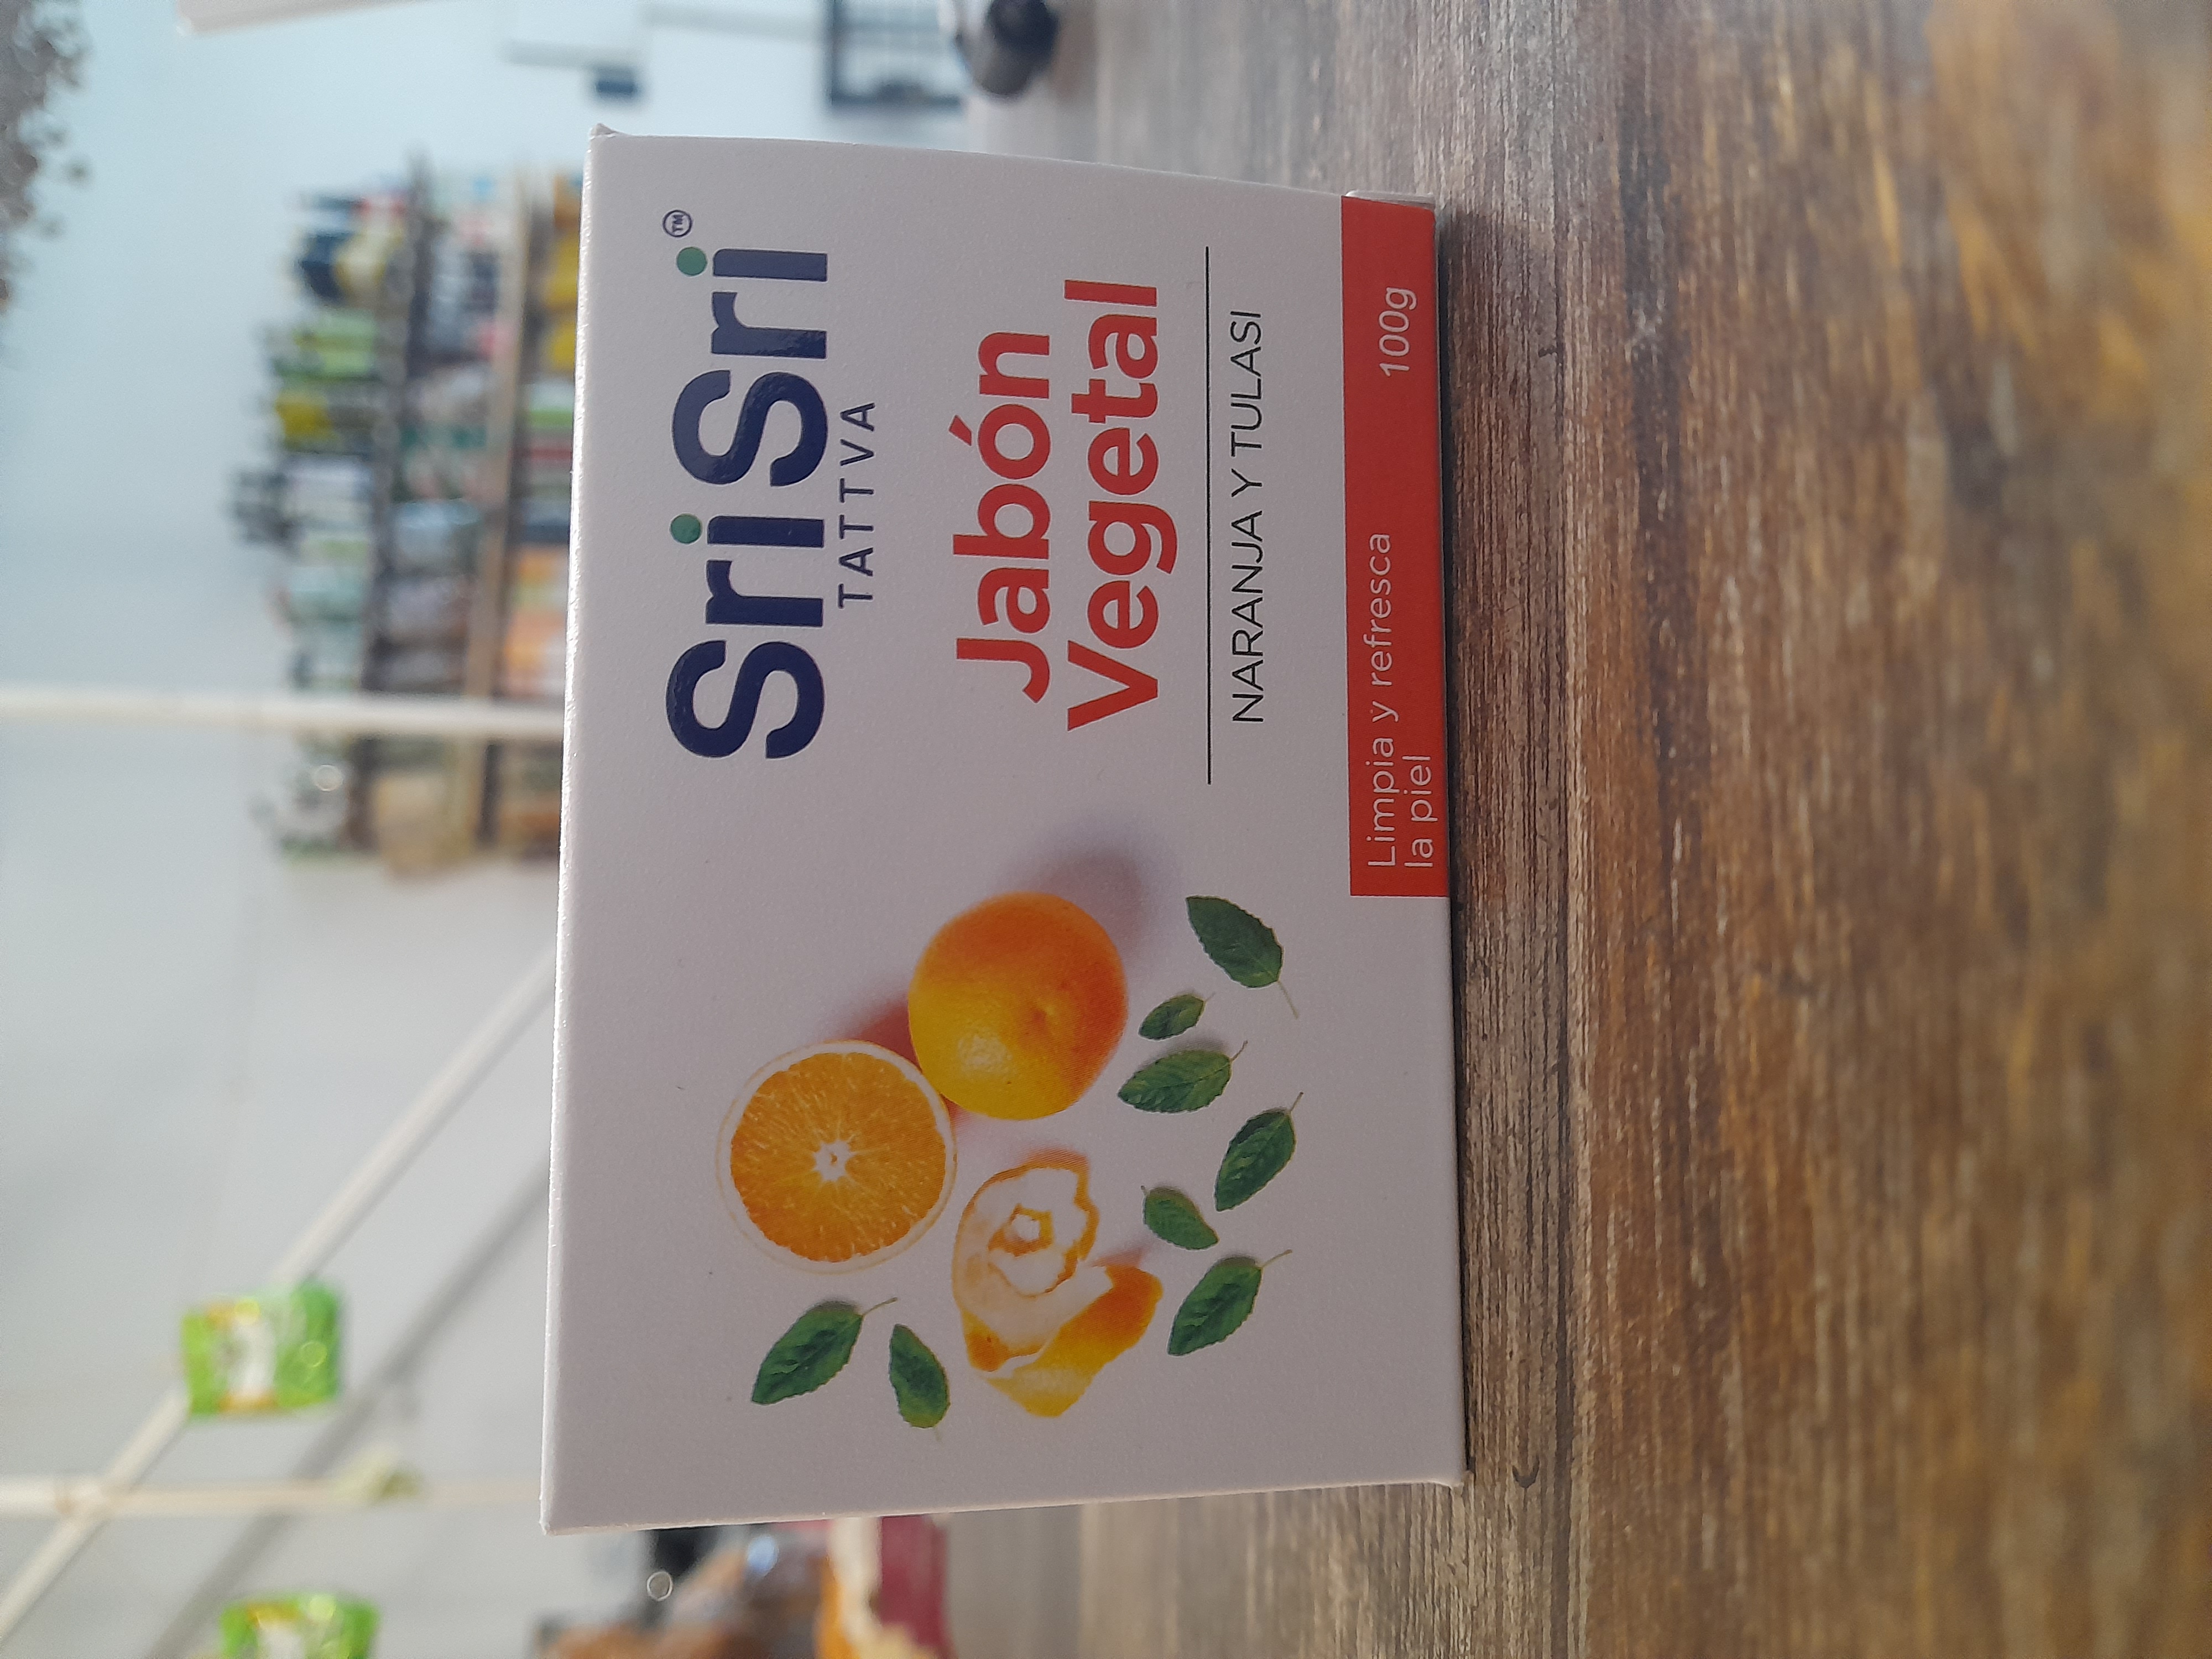 SriSri™
TATTVA
Jabón
Vegetal
NARANJA Y TULASI
Limpia y refresca
la piel
100g